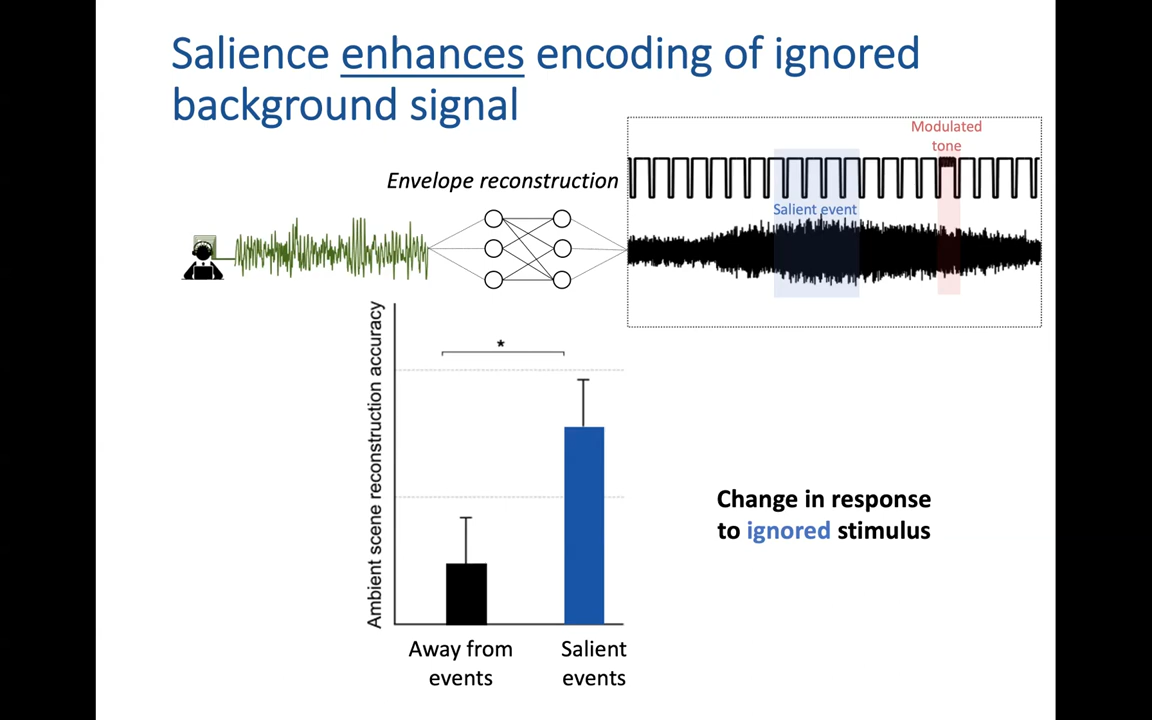 Salience enhances encoding of ignored
background signal
Modulated
tone
Envelope reconstruction
Salient event
Ambient scene reconstruction accuracy
*
Change in response
to ignored stimulus
Away from
events
Salient
events